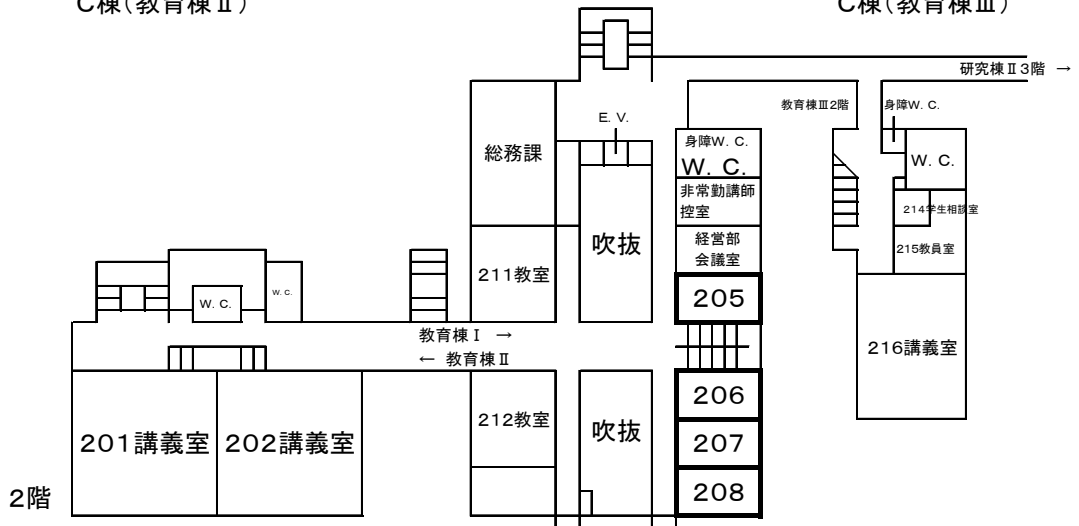 C棟(教育棟Ⅱ)
C棟(教育棟Ⅲ)
研究棟Ⅱ3階 →
教育棟Ⅲ2階
身障W.C.
E.V.
総務課
身障W.C.
W.C.
W.C.
非常勤講師
控室
214学生相談室
吹抜
経営部
会議室
215教員室
211教室
205
W.C.
W.C.
教育棟Ⅰ →
← 教育棟Ⅱ
216講義室
206
212教室
吹抜
201講義室
202講義室
207
208
2階